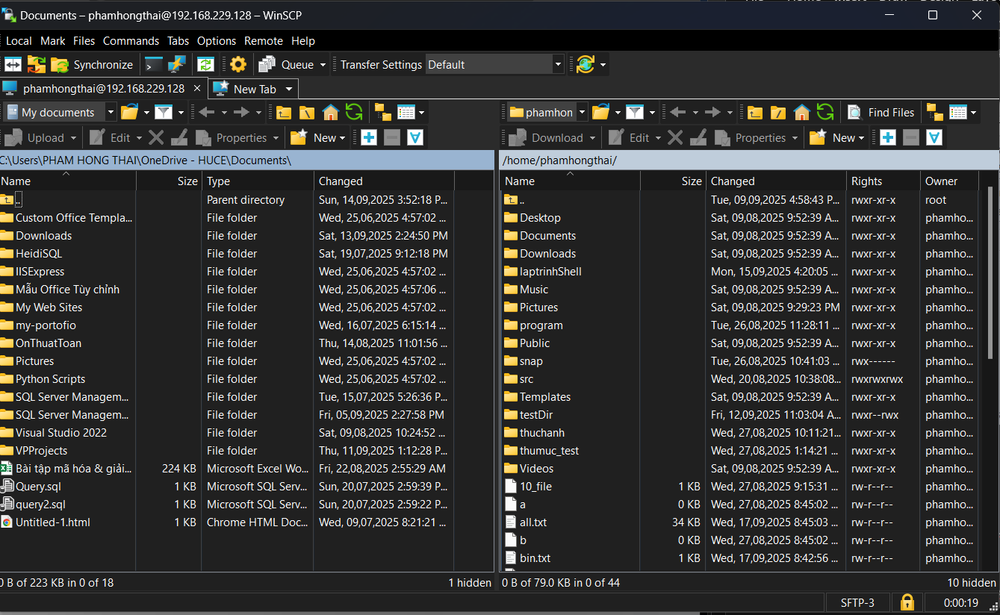 Documents – phamhongthai@192.168.229.128 – WinSCP
Local Mark Files Commands Tabs Options Remote Help
Synchronize Queue Transfer Settings Default
phamhongthai@192.168.229.128 × New Tab
My documents phamhon Find Files
Upload Edit Properties New Download Edit Properties New
C:\Users\PHAM HONG THAI\OneDrive - HUCE\Documents\ /home/phamhongthai/
Name Size Type Changed Name Size Changed Rights Owner
.. Parent directory Sun, 14,09,2025 3:52:18 P... .. Tue, 09,09,2025 4:58:43 P... rwxr-xr-x root
Custom Office Templa... File folder Wed, 25,06,2025 4:57:02 ... Desktop Sat, 09,08,2025 9:52:39 A... rwxr-xr-x phamho...
Downloads File folder Sat, 13,09,2025 2:24:50 PM Documents Sat, 09,08,2025 9:52:39 A... rwxr-xr-x phamho...
HeidiSQL File folder Sat, 19,07,2025 9:12:18 PM Downloads Sat, 09,08,2025 9:52:39 A... rwxr-xr-x phamho...
IISExpress File folder Wed, 25,06,2025 4:57:02 ... laptrinhShell Mon, 15,09,2025 4:20:05 ... rwxr-xr-x phamho...
Mẫu Office Tùy chỉnh File folder Wed, 25,06,2025 4:57:06 ... Music Sat, 09,08,2025 9:52:39 A... rwxr-xr-x phamho...
My Web Sites File folder Wed, 25,06,2025 4:57:02 ... Pictures Sat, 09,08,2025 9:29:23 PM rwxr-xr-x phamho...
my-portofio File folder Wed, 16,07,2025 6:15:14 ... program Tue, 26,08,2025 11:28:11 ... rwxr-xr-x phamho...
OnThuatToan File folder Thu, 14,08,2025 11:01:56 ... Public Sat, 09,08,2025 9:52:39 A... rwxr-xr-x phamho...
Pictures File folder Wed, 25,06,2025 4:57:02 ... snap Tue, 26,08,2025 10:41:03 ... rwx------ phamho...
Python Scripts File folder Wed, 25,06,2025 4:57:02 ... src Wed, 20,08,2025 10:38:08... rwxrwxrwx phamho...
SQL Server Managem... File folder Tue, 15,07,2025 5:26:36 P... Templates Sat, 09,08,2025 9:52:39 A... rwxr-xr-x phamho...
SQL Server Managem... File folder Fri, 05,09,2025 2:27:58 PM testDir Fri, 12,09,2025 11:03:04 A... rwxr--rwx phamho...
Visual Studio 2022 File folder Sat, 09,08,2025 10:24:52 ... thuchanh Wed, 27,08,2025 10:11:21... rwxr-xr-x phamho...
VPProjects File folder Thu, 11,09,2025 1:12:28 P... thumuc_test Wed, 27,08,2025 1:14:21 ... rwxr-xr-x phamho...
Bài tập mã hóa & giải... 224 KB Microsoft Excel Wo... Fri, 22,08,2025 2:55:29 AM Videos Sat, 09,08,2025 9:52:39 A... rwxr-xr-x phamho...
Query.sql 1 KB Microsoft SQL Serv... Sun, 20,07,2025 2:59:39 P... 10_file 1 KB Wed, 27,08,2025 9:15:31 ... rw-r--r-- phamho...
query2.sql 1 KB Microsoft SQL Serv... Sun, 20,07,2025 2:59:22 P... a 0 KB Wed, 27,08,2025 8:45:02 ... rw-r--r-- phamho...
Untitled-1.html 1 KB Chrome HTML Doc... Wed, 09,07,2025 8:21:21 ... all.txt 34 KB Wed, 17,09,2025 8:45:03 ... rw-r--r-- phamho...
b 0 KB Wed, 27,08,2025 8:45:02 ... rw-r--r-- phamho...
bin.txt 1 KB Wed, 17,09,2025 8:42:56 ... rw-r--r-- phamho...
0 B of 223 KB in 0 of 18 1 hidden 0 B of 79.0 KB in 0 of 44 10 hidden
SFTP-3 0:00:19